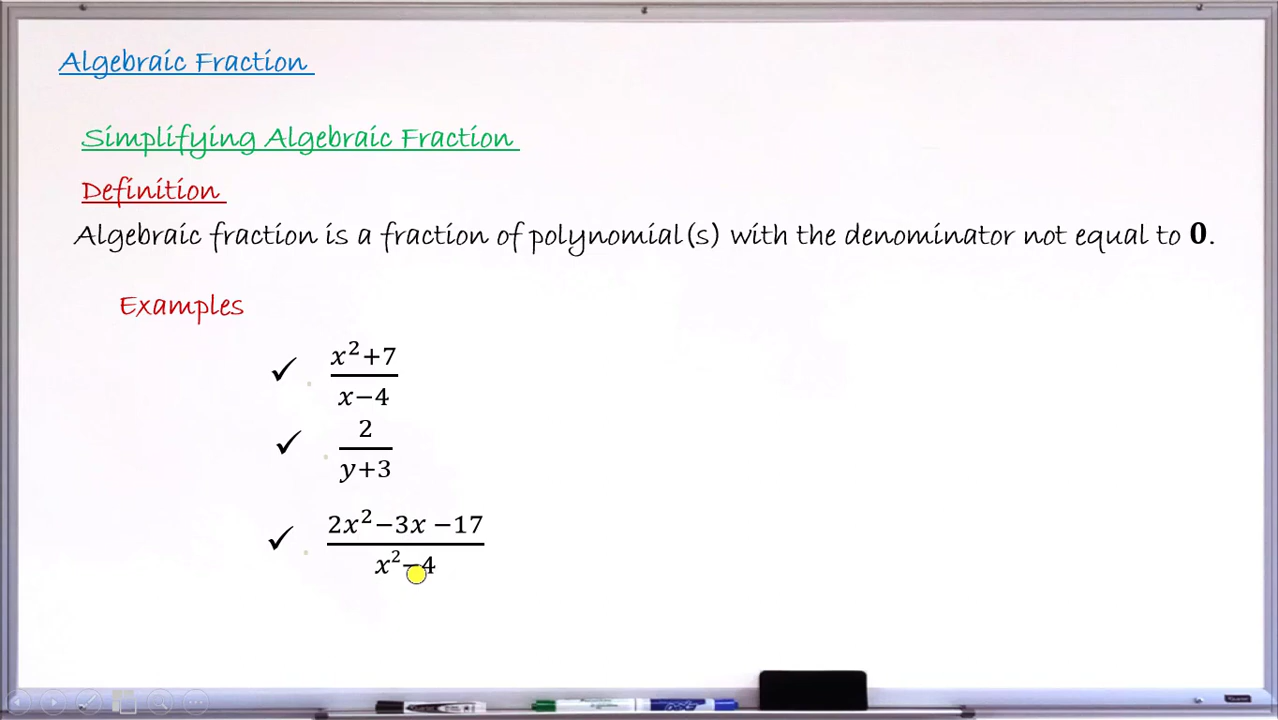 Algebraic Fraction
Simplifying Algebraic Fraction
Definition
Algebraic fraction is a fraction of polynomial(s) with the denominator not equal to 0.
Examples
✓ . x²+7
x−4
✓ . 2
y+3
✓ . 2x²−3x −17
x²−4